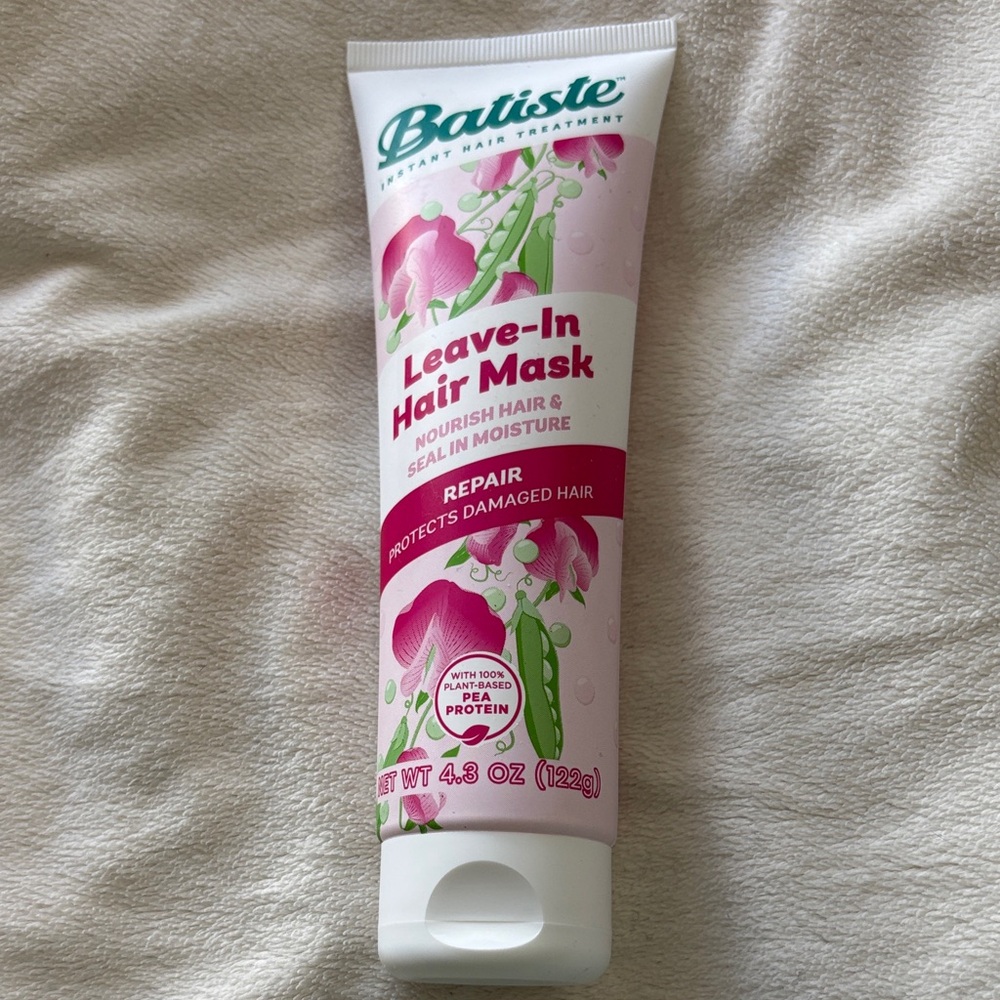 Batiste™
INSTANT HAIR TREATMENT
Leave-In
Hair Mask
NOURISH HAIR &
SEAL IN MOISTURE
REPAIR
PROTECTS DAMAGED HAIR
WITH 100%
PLANT-BASED
PEA
PROTEIN
NET WT 4.3 OZ (122g)